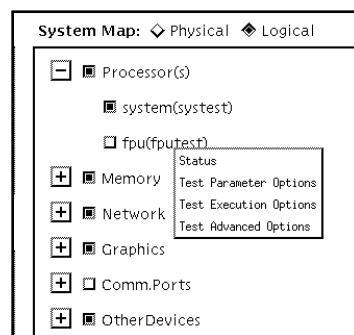 System Map: Physical Logical
Processor(s)
system(systest)
fpu(fputest)
Status
Test Parameter Options
Test Execution Options
Test Advanced Options
Memory
Network
Graphics
Comm.Ports
OtherDevices